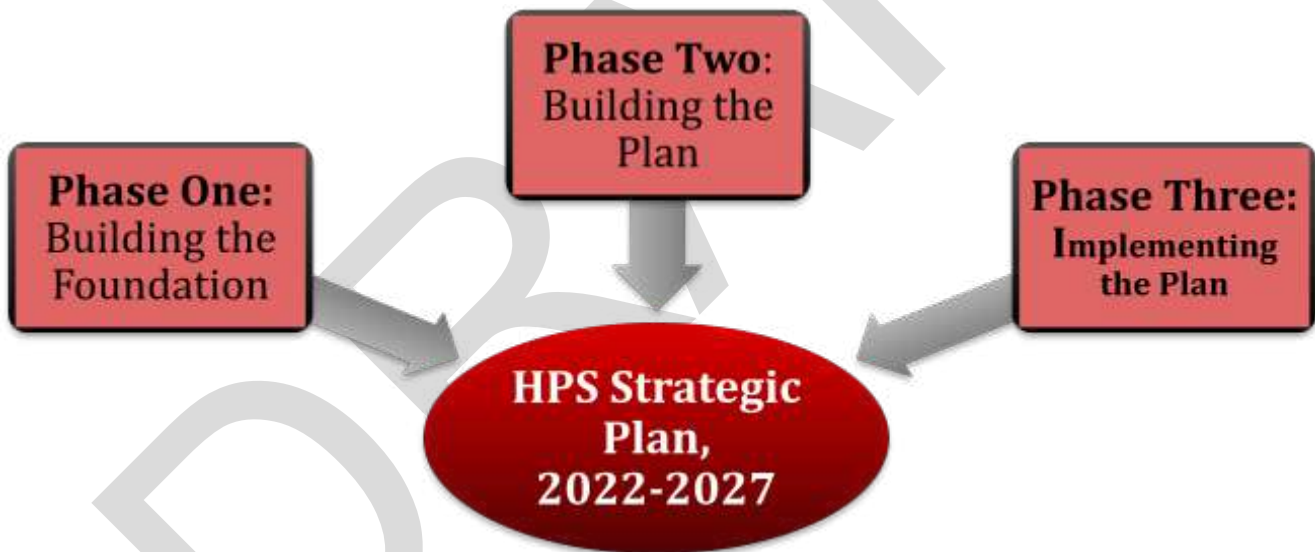 Phase One:
Building the
Foundation
Phase Two:
Building the
Plan
Phase Three:
Implementing
the Plan
HPS Strategic
Plan,
2022-2027
DRAFT